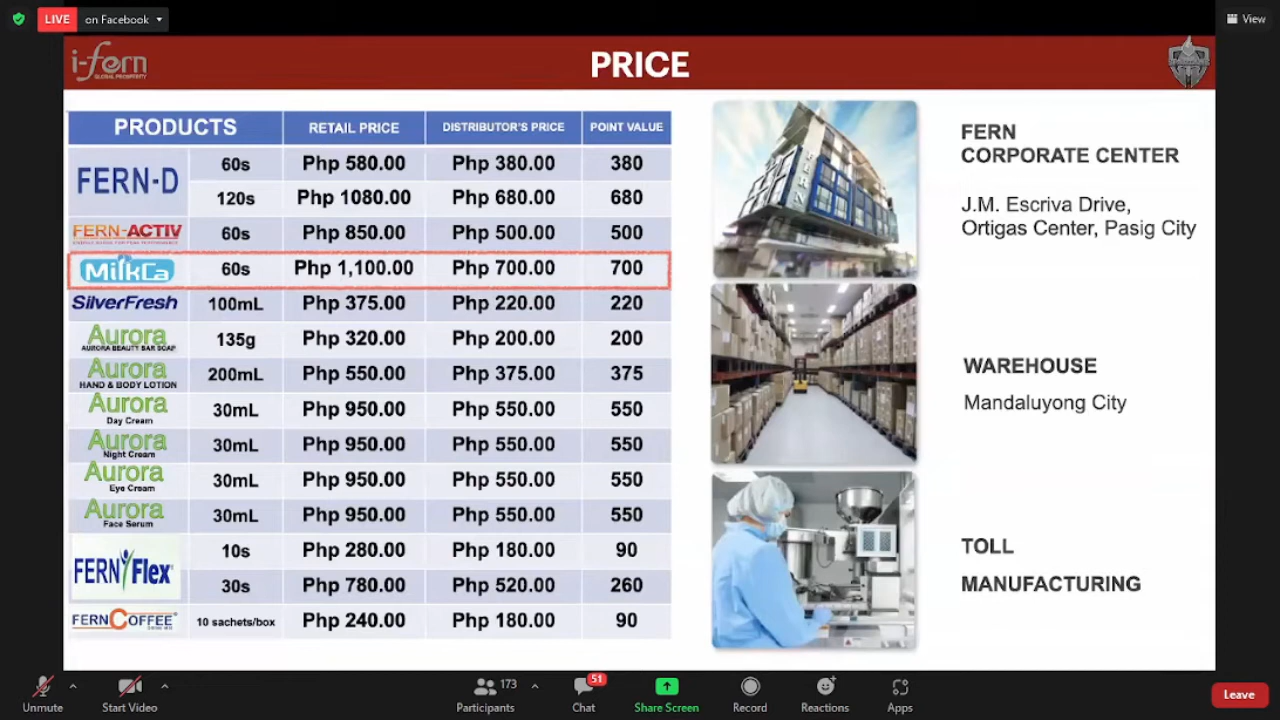 LIVE on Facebook
View
i-fern
GLOBAL PROSPERITY
PRICE
PRODUCTS RETAIL PRICE DISTRIBUTOR'S PRICE POINT VALUE
FERN-D 60s Php 580.00 Php 380.00 380
120s Php 1080.00 Php 680.00 680
FERN-ACTIV 60s Php 850.00 Php 500.00 500
MilkCa 60s Php 1,100.00 Php 700.00 700
SilverFresh 100mL Php 375.00 Php 220.00 220
Aurora
AURORA BEAUTY BAR SOAP 135g Php 320.00 Php 200.00 200
Aurora
HAND & BODY LOTION 200mL Php 550.00 Php 375.00 375
Aurora
Day Cream 30mL Php 950.00 Php 550.00 550
Aurora
Night Cream 30mL Php 950.00 Php 550.00 550
Aurora
Eye Cream 30mL Php 950.00 Php 550.00 550
Aurora
Face Serum 30mL Php 950.00 Php 550.00 550
FERN Flex 10s Php 280.00 Php 180.00 90
30s Php 780.00 Php 520.00 260
FERN COFFEE 10 sachets/box Php 240.00 Php 180.00 90
FERN
FERN
CORPORATE CENTER
J.M. Escriva Drive,
Ortigas Center, Pasig City
WAREHOUSE
Mandaluyong City
TOLL
MANUFACTURING
Unmute
Start Video
173
Participants
51
Chat
Share Screen
Record
Reactions
Apps
Leave